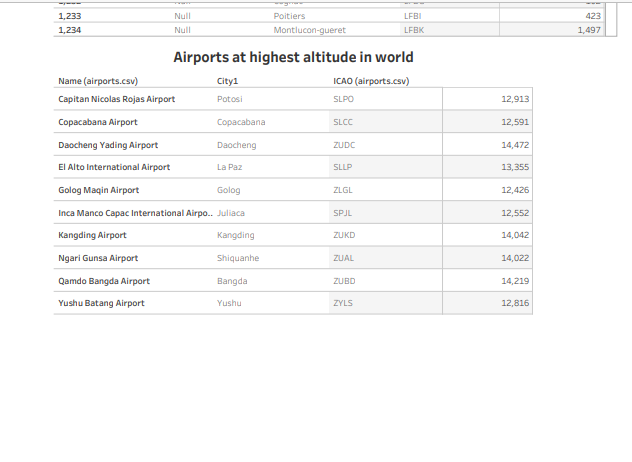 1,233 Null Poitiers LFBI 423
1,234 Null Montlucon-gueret LFBK 1,497
Airports at highest altitude in world
Name (airports.csv) City1 ICAO (airports.csv)
Capitan Nicolas Rojas Airport Potosi SLPO 12,913
Copacabana Airport Copacabana SLCC 12,591
Daocheng Yading Airport Daocheng ZUDC 14,472
El Alto International Airport La Paz SLLP 13,355
Golog Maqin Airport Golog ZLGL 12,426
Inca Manco Capac International Airpo.. Juliaca SPJL 12,552
Kangding Airport Kangding ZUKD 14,042
Ngari Gunsa Airport Shiquanhe ZUAL 14,022
Qamdo Bangda Airport Bangda ZUBD 14,219
Yushu Batang Airport Yushu ZYLS 12,816